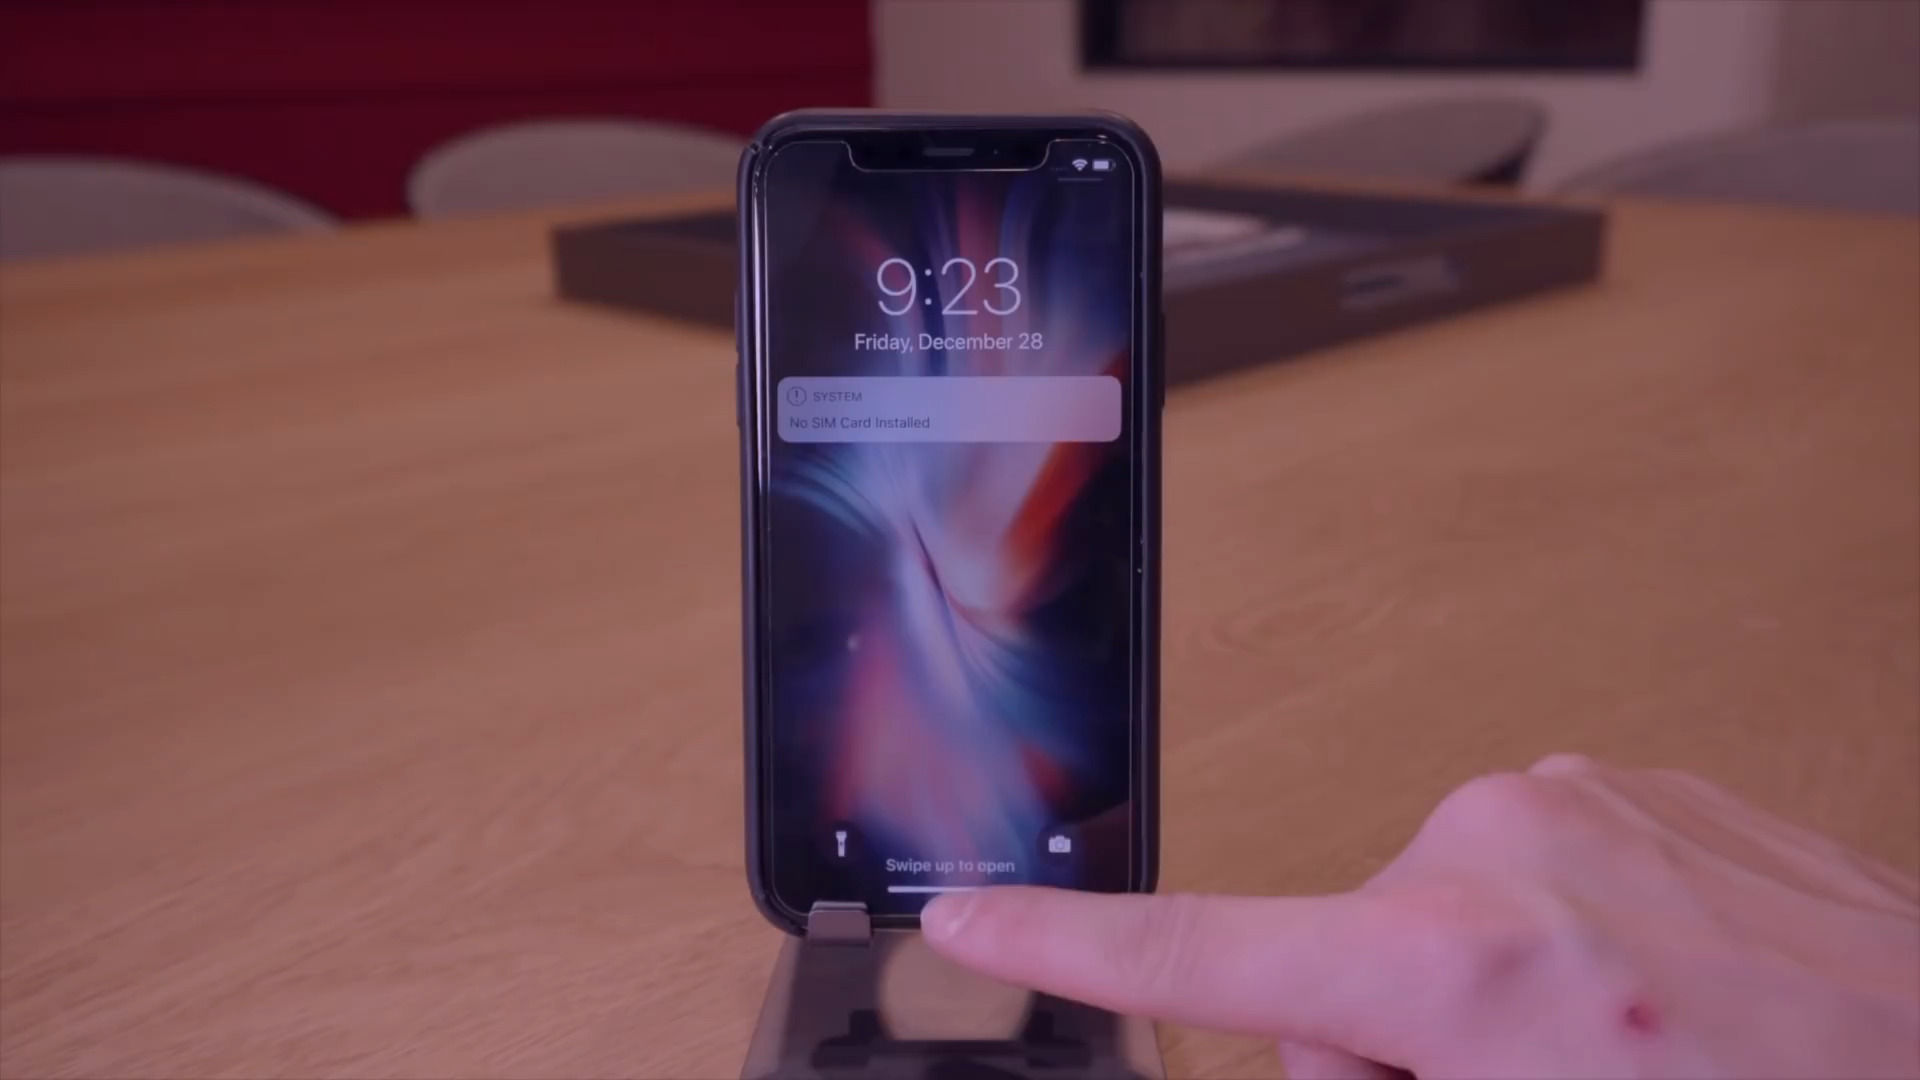 9:23
Friday, December 28
SYSTEM
No SIM Card Installed
Swipe up to open